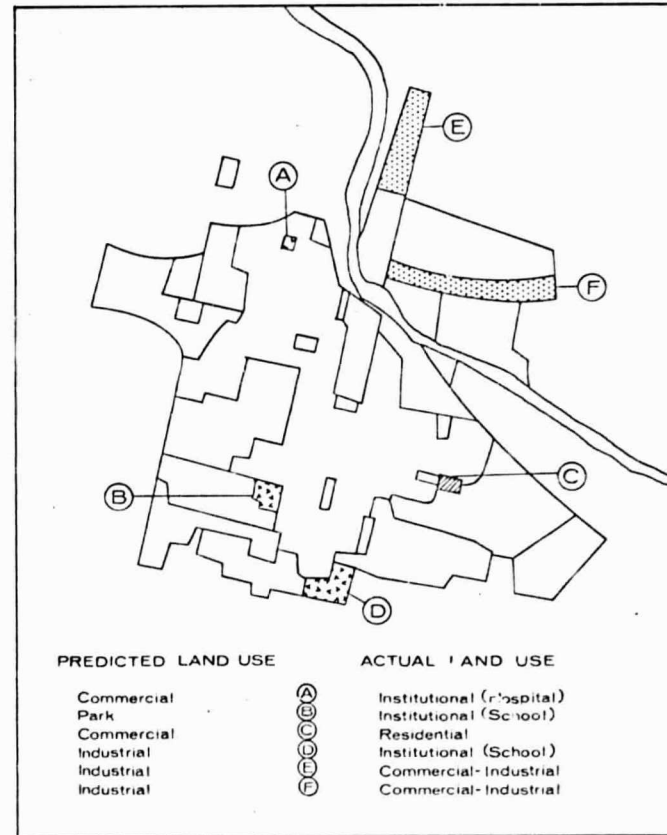 E
A
F
C
B
D
PREDICTED LAND USE ACTUAL LAND USE
Commercial A Institutional (Hospital)
Park B Institutional (School)
Commercial C Residential
Industrial D Institutional (School)
Industrial E Commercial-Industrial
Industrial F Commercial-Industrial